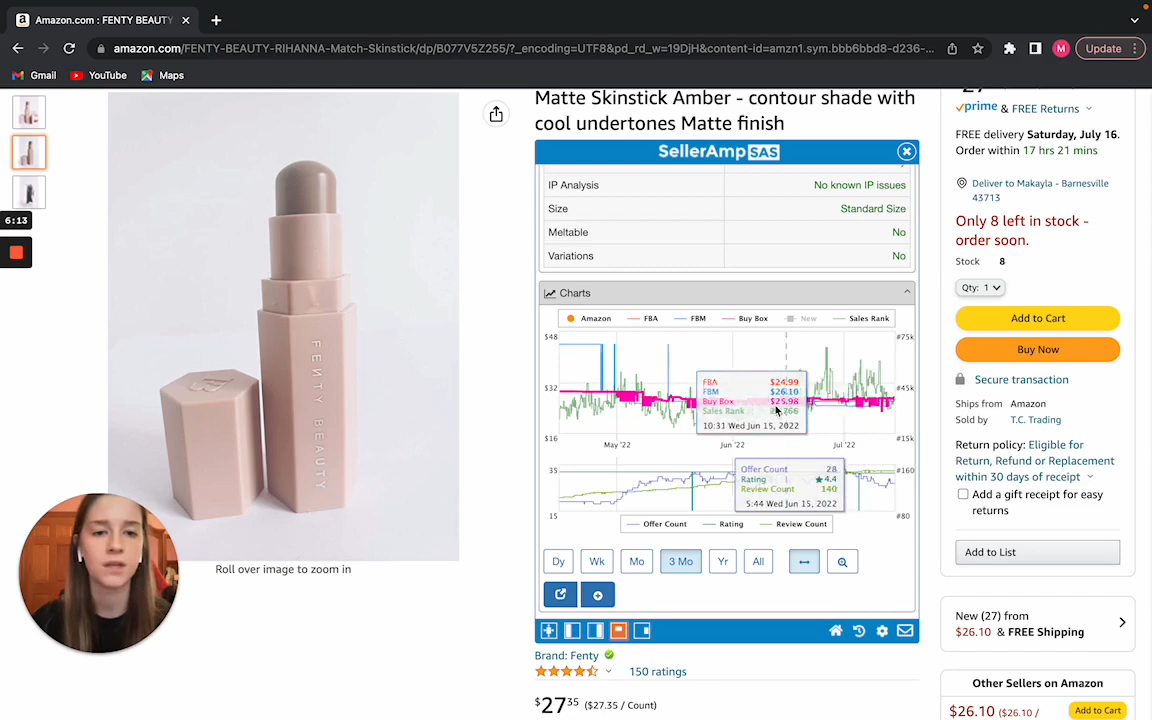 Amazon.com : FENTY BEAUTY
Update
amazon.com/FENTY-BEAUTY-RIHANNA-Match-Skinstick/dp/B077V5Z255/?_encoding=UTF8&pd_rd_w=19DjH&content-id=amzn1.sym.bbb6bbd8-d236-...
M
Gmail
YouTube
Maps
6:13
FENTY BEAUTY
Roll over image to zoom in
Matte Skinstick Amber - contour shade with
cool undertones Matte finish
SellerAmp SAS
IP Analysis No known IP issues
Size Standard Size
Meltable No
Variations No
Charts
Amazon FBA FBM Buy Box New Sales Rank
$48 #75k
$32 #45k
$16 #15k
FBA $24.99
FBM $26.10
Buy Box $25.98
Sales Rank
10:31 Wed Jun 15, 2022
May '22 Jun '22 Jul '22
35 #160
15 #80
Offer Count 28
Rating ★4.4
Review Count 140
5:44 Wed Jun 15, 2022
Offer Count Rating Review Count
Dy Wk Mo 3 Mo Yr All
Brand: Fenty
150 ratings
$27 35 ($27.35 / Count)
prime & FREE Returns
FREE delivery Saturday, July 16.
Order within 17 hrs 21 mins
Deliver to Makayla - Barnesville
43713
Only 8 left in stock -
order soon.
Stock 8
Qty: 1
Add to Cart
Buy Now
Secure transaction
Ships from Amazon
Sold by T.C. Trading
Return policy: Eligible for
Return, Refund or Replacement
within 30 days of receipt
Add a gift receipt for easy
returns
Add to List
New (27) from
$26.10 & FREE Shipping
Other Sellers on Amazon
$26.10 ($26.10 /
Add to Cart